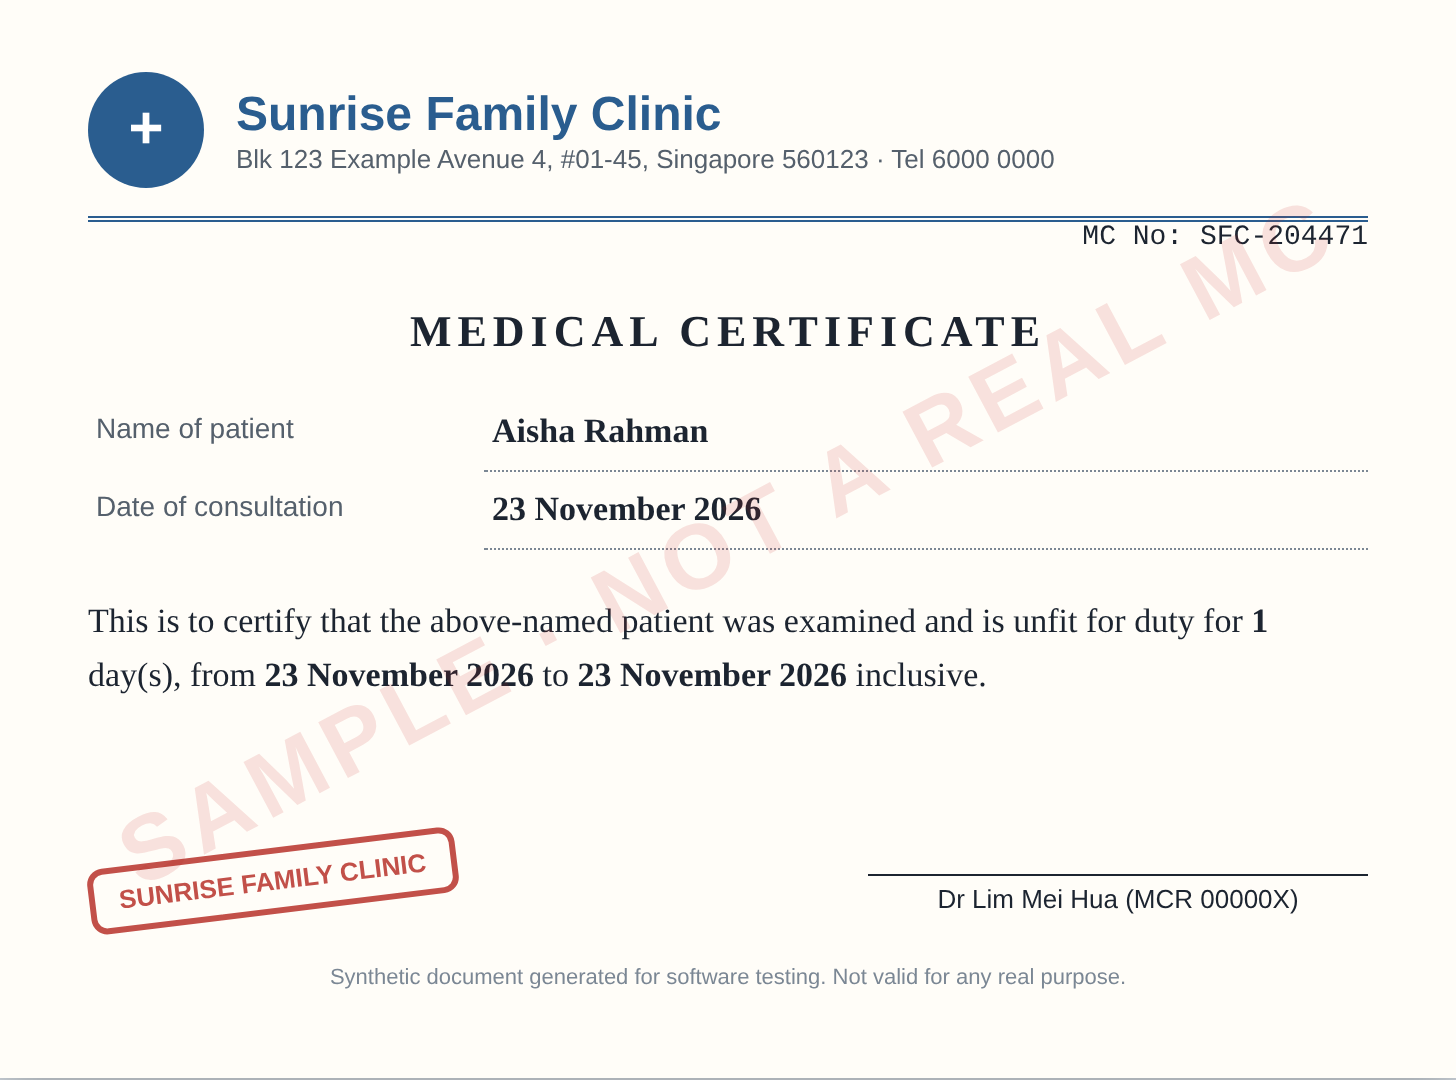 +
Sunrise Family Clinic
Blk 123 Example Avenue 4, #01-45, Singapore 560123 · Tel 6000 0000
MC No: SFC-204471
MEDICAL CERTIFICATE
Name of patient Aisha Rahman
Date of consultation 23 November 2026
This is to certify that the above-named patient was examined and is unfit for duty for 1
day(s), from 23 November 2026 to 23 November 2026 inclusive.
SAMPLE · NOT A REAL MC
SUNRISE FAMILY CLINIC
Dr Lim Mei Hua (MCR 00000X)
Synthetic document generated for software testing. Not valid for any real purpose.